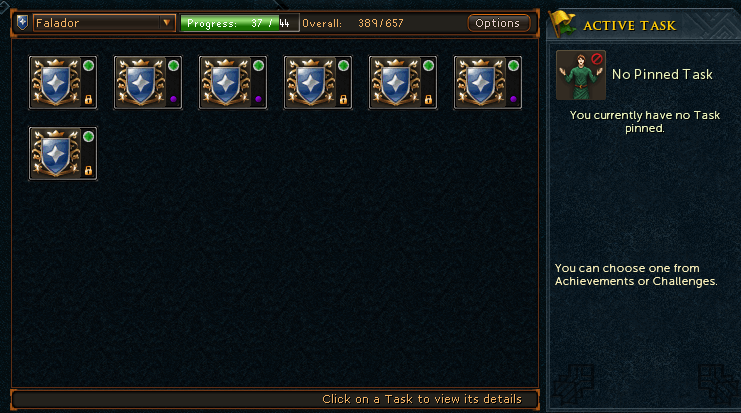 Falador
Progress: 37 / 44
Overall: 389/657
Options
ACTIVE TASK
No Pinned Task
You currently have no Task
pinned.
You can choose one from
Achievements or Challenges.
Click on a Task to view its details